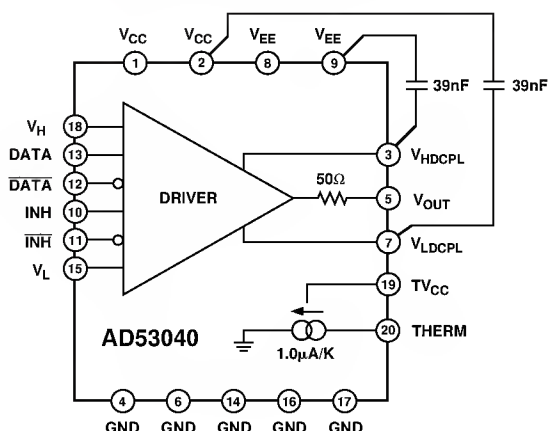 VCC VCC VEE VEE
1 2 8 9
39nF 39nF
VH 18
DATA 13
D̅A̅T̅A̅ 12
INH 10
I̅N̅H̅ 11
VL 15
DRIVER
50Ω
3 VHDCPL
5 VOUT
7 VLDCPL
19 TVCC
20 THERM
1.0µA/K
AD53040
4 6 14 16 17
GND GND GND GND GND